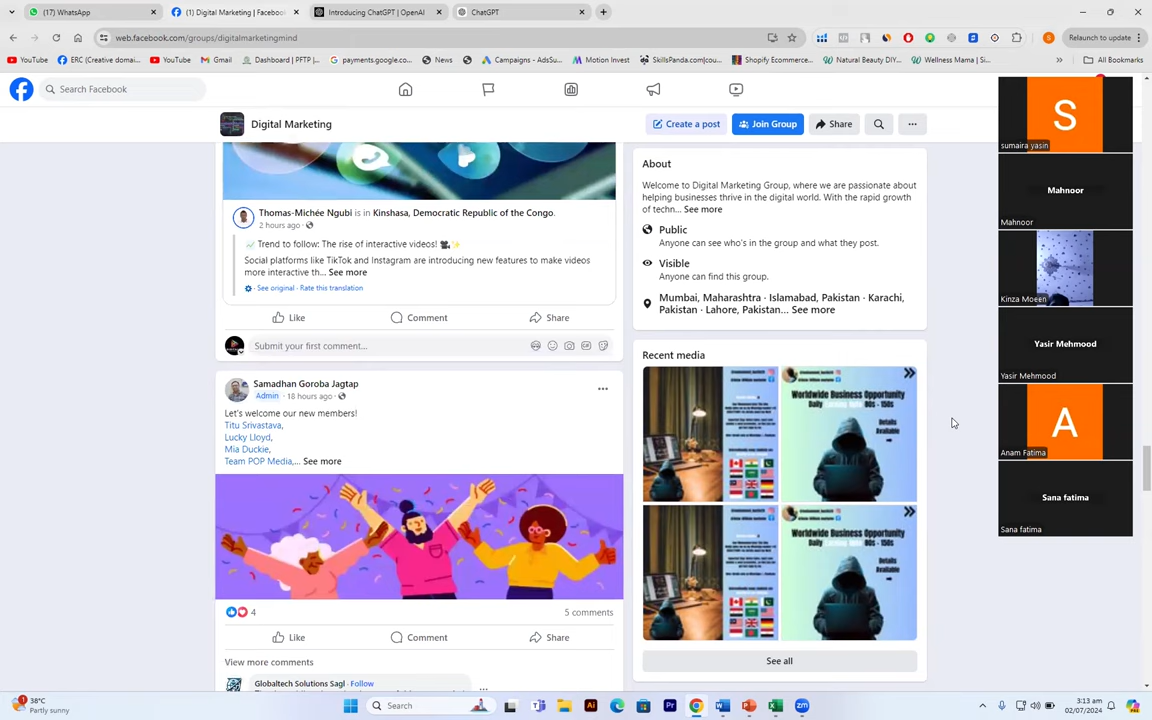 (17) WhatsApp
(1) Digital Marketing | Facebook
Introducing ChatGPT | OpenAI
ChatGPT
web.facebook.com/groups/digitalmarketingmind
Relaunch to update
YouTube
ERC (Creative domai...
YouTube
Gmail
Dashboard | PFTP |...
payments.google.co...
News
Campaigns - AdsSu...
Motion Invest
SkillsPanda.com|cou...
Shopify Ecommerce...
Natural Beauty DIY...
Wellness Mama | Si...
All Bookmarks
Search Facebook
Digital Marketing
Create a post
Join Group
Share
Thomas-Michée Ngubi is in Kinshasa, Democratic Republic of the Congo.
2 hours ago ·
Trend to follow: The rise of interactive videos!
Social platforms like TikTok and Instagram are introducing new features to make videos
more interactive th... See more
· See original · Rate this translation
Like
Comment
Share
Submit your first comment...
Samadhan Goroba Jagtap
Admin · 18 hours ago ·
Let's welcome our new members!
Titu Srivastava,
Lucky Lloyd,
Mia Duckie,
Team POP Media,... See more
4
5 comments
Like
Comment
Share
View more comments
Globaltech Solutions Sagl · Follow
About
Welcome to Digital Marketing Group, where we are passionate about
helping businesses thrive in the digital world. With the rapid growth
of techn... See more
Public
Anyone can see who's in the group and what they post.
Visible
Anyone can find this group.
Mumbai, Maharashtra · Islamabad, Pakistan · Karachi,
Pakistan · Lahore, Pakistan... See more
Recent media
Worldwide Business Opportunity
Daily
80s - 150s
Details
Available
Worldwide Business Opportunity
Daily
80s - 150s
Details
Available
See all
S
sumaira yasin
Mahnoor
Mahnoor
Kinza Moeen
Yasir Mehmood
Yasir Mehmood
A
Anam Fatima
Sana fatima
Sana fatima
38°C
Partly sunny
Search
3:13 am
02/07/2024